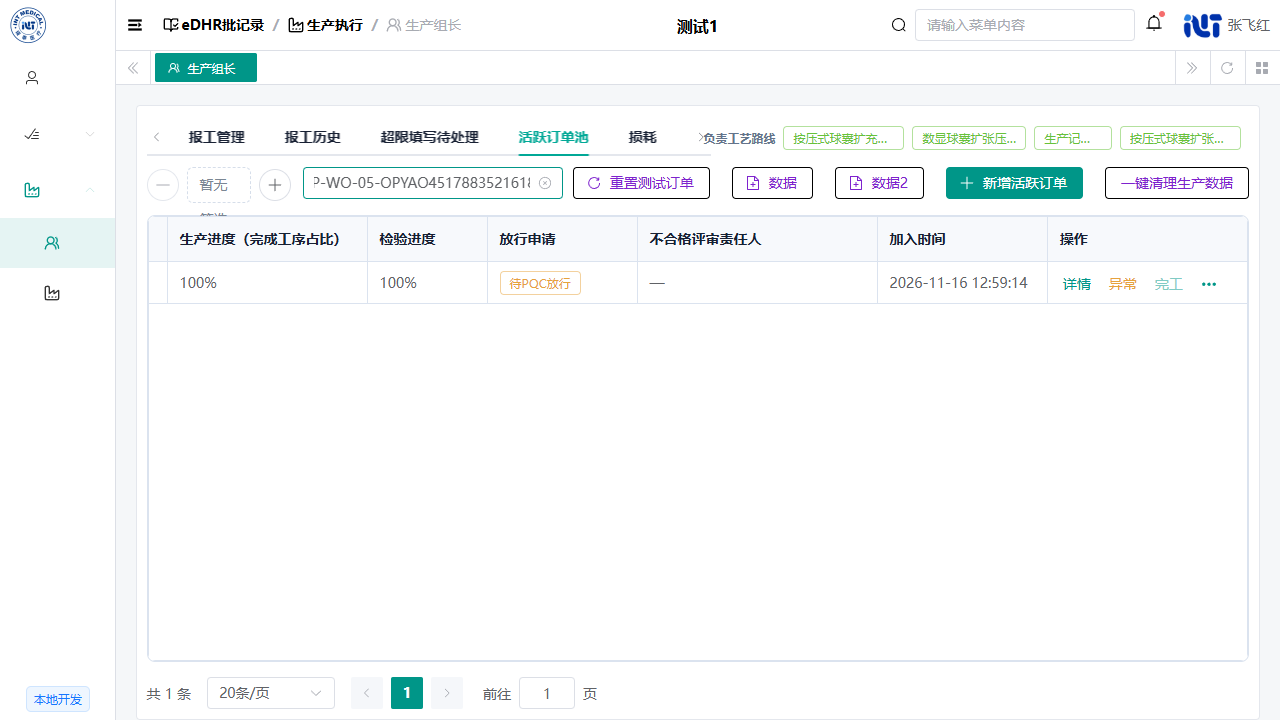 eDHR批记录 / 生产执行 / 生产组长
测试1
请输入菜单内容
张飞红
生产组长
报工管理
报工历史
超限填写待处理
活跃订单池
损耗
负责工艺路线
按压式球囊扩充...
数显球囊扩张压...
生产记...
按压式球囊扩张...
暂无
P-WO-05-OPYAO4517883521618
重置测试订单
数据
数据2
新增活跃订单
一键清理生产数据
生产进度（完成工序占比）
检验进度
放行申请
不合格评审责任人
加入时间
操作
100%
100%
待PQC放行
—
2026-11-16 12:59:14
详情
异常
完工
本地开发
共 1 条
20条/页
1
前往
1
页